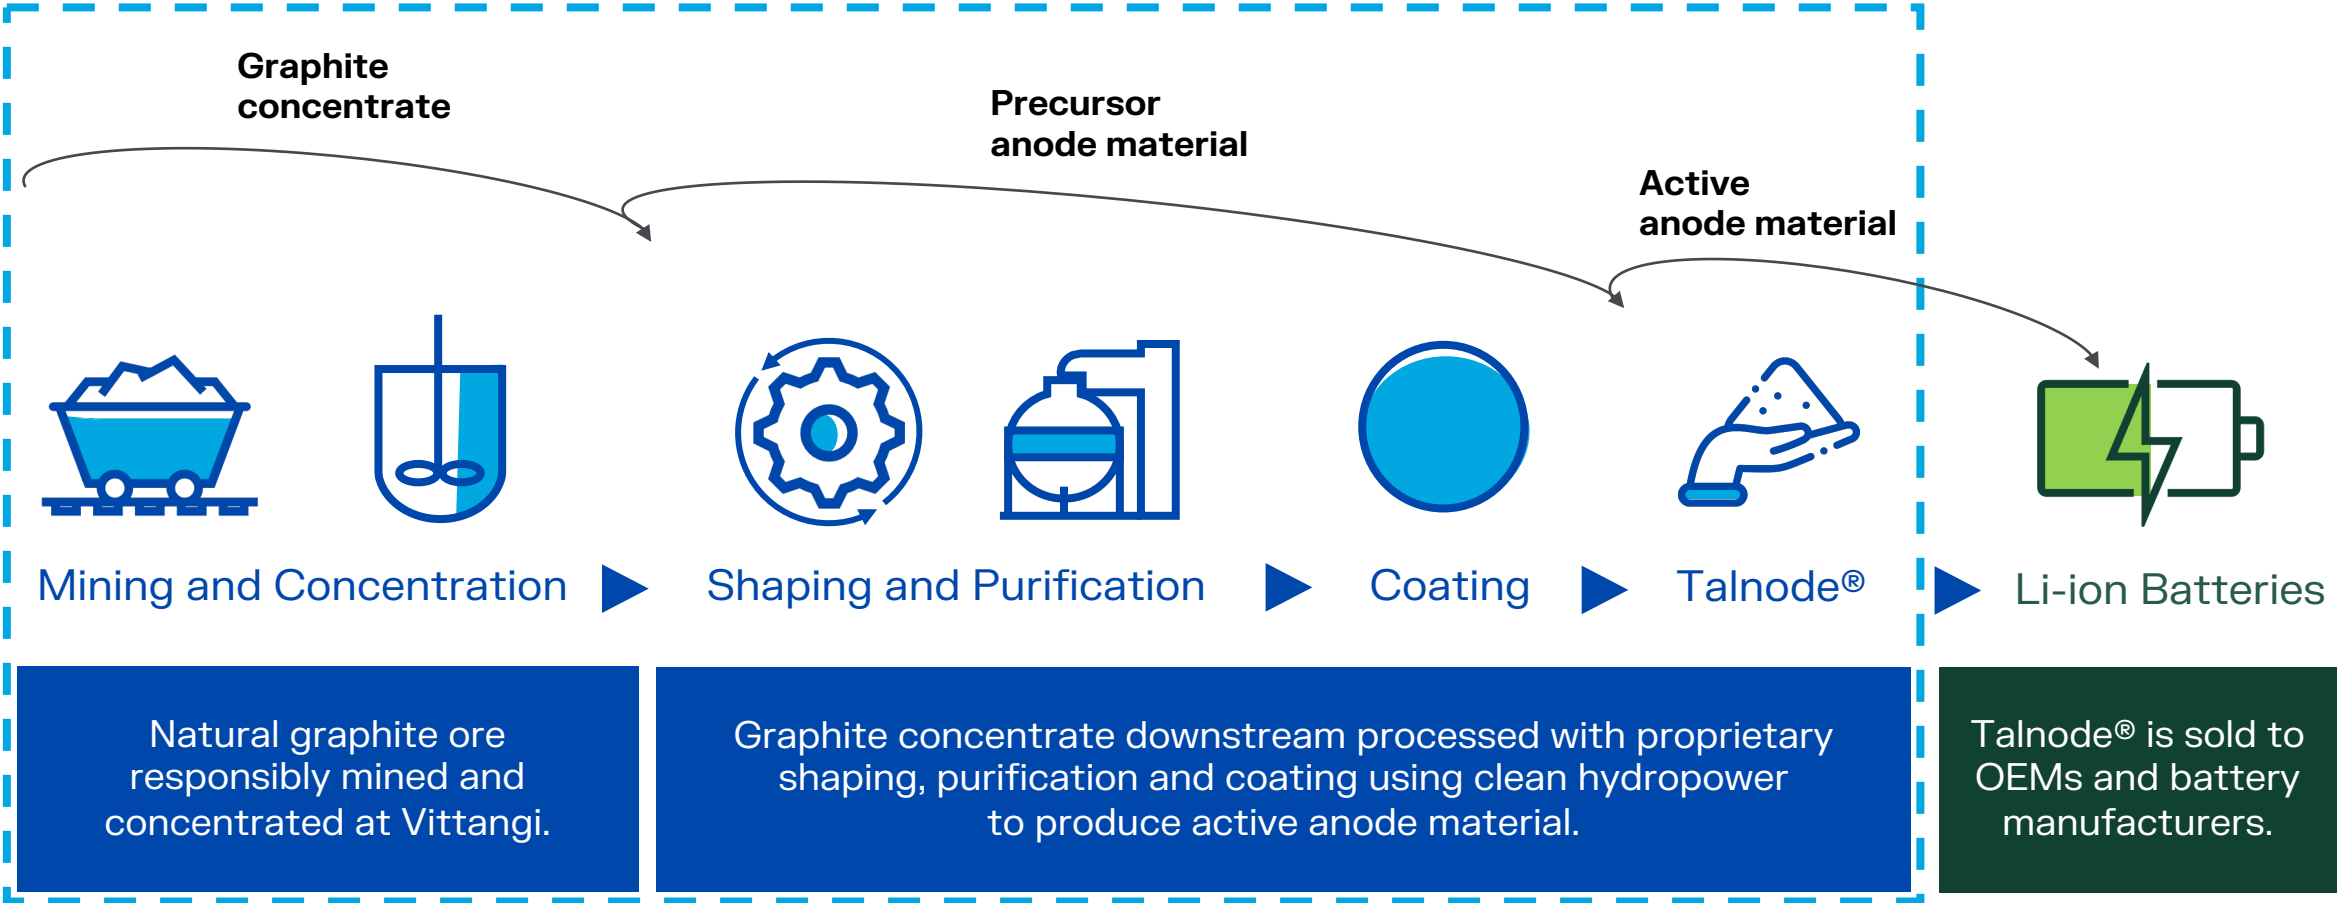 Graphite
concentrate
Precursor
anode material
Active
anode material
Mining and Concentration
Shaping and Purification
Coating
Talnode®
Li-ion Batteries
Natural graphite ore
responsibly mined and
concentrated at Vittangi.
Graphite concentrate downstream processed with proprietary
shaping, purification and coating using clean hydropower
to produce active anode material.
Talnode® is sold to
OEMs and battery
manufacturers.